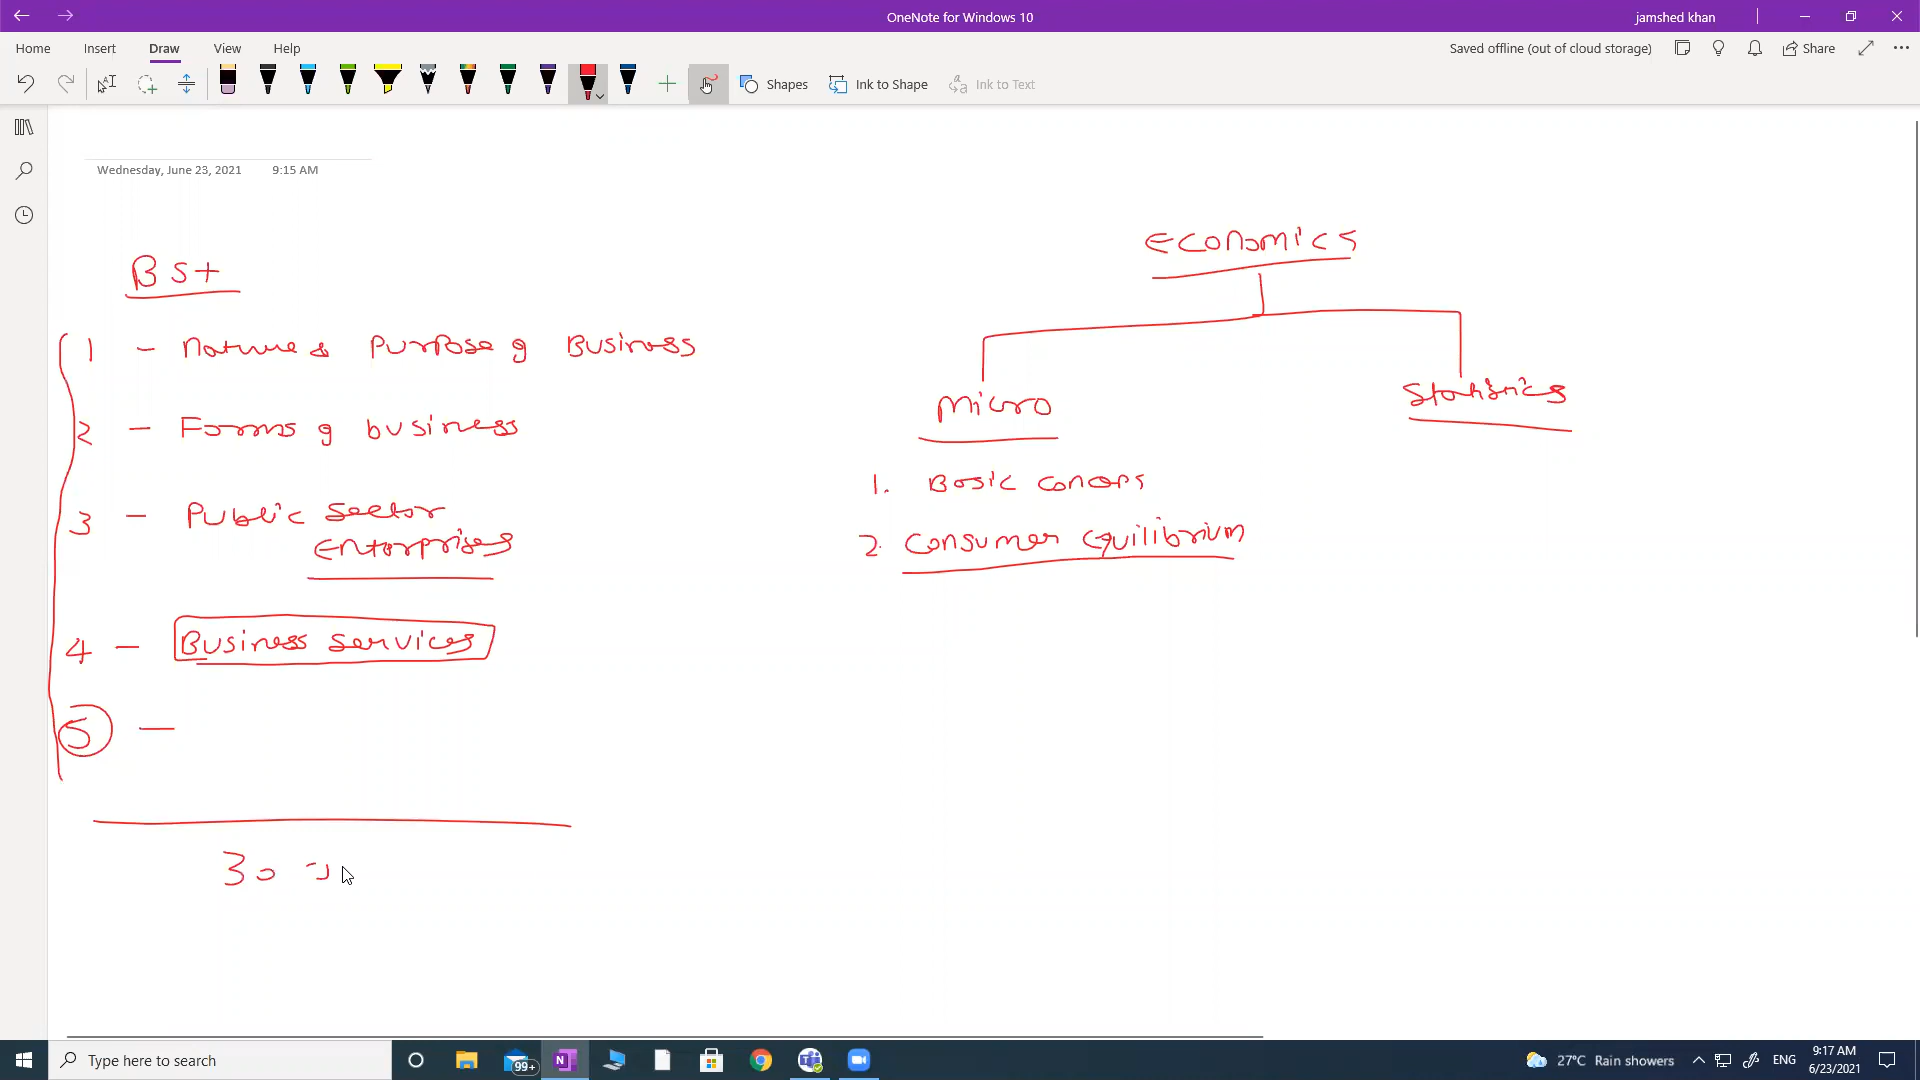 OneNote for Windows 10
jamshed khan
Home Insert Draw View Help
Saved offline (out of cloud storage)
Share
Shapes
Ink to Shape
Ink to Text
Wednesday, June 23, 2021 9:15 AM
BSt
1 - Nature & Purpose of Business
2 - Forms of business
3 - Public Sector
Enterprises
4 - Business Services
5 -
30
Economics
Micro
Statistics
1. Basic
2. Consumer Equilibrium
Type here to search
99+
27°C Rain showers
ENG
9:17 AM
6/23/2021